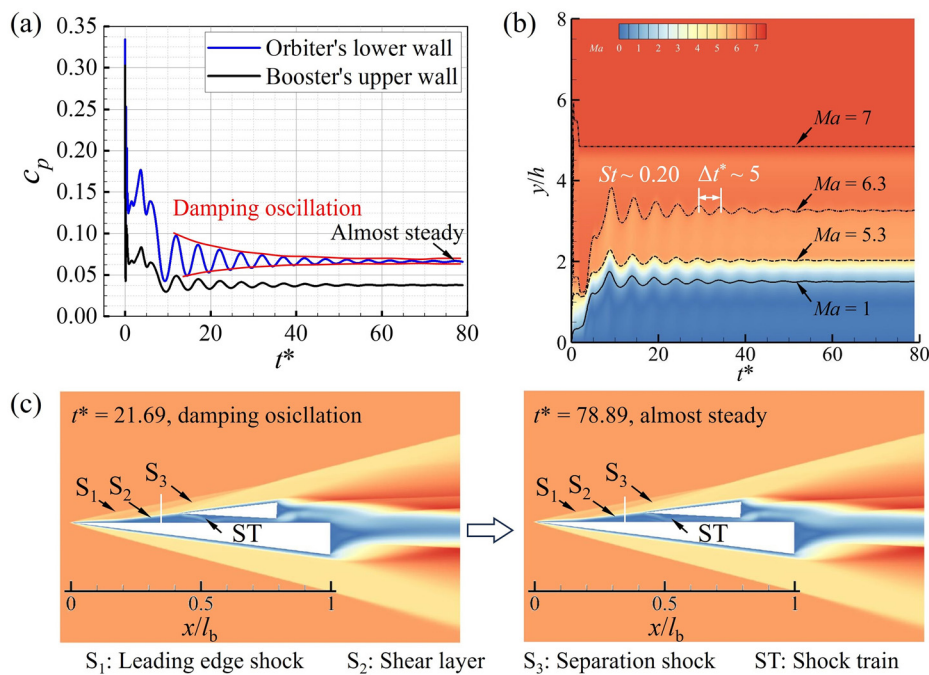 (a)
0.35
0.30
0.25
0.20
0.15
0.10
0.05
0.00
c_p
Orbiter's lower wall
Booster's upper wall
Damping oscillation
Almost steady
0 20 40 60 80
t*
(b)
8
6
4
2
0
y/h
Ma 0 1 2 3 4 5 6 7
Ma = 7
St ~ 0.20 Δt* ~ 5
Ma = 6.3
Ma = 5.3
Ma = 1
0 20 40 60 80
t*
(c)
t* = 21.69, damping osicllation
S₁ S₂ S₃
ST
0 0.5 1
x/l_b
t* = 78.89, almost steady
S₁ S₂ S₃
ST
0 0.5 1
x/l_b
S₁: Leading edge shock S₂: Shear layer S₃: Separation shock ST: Shock train